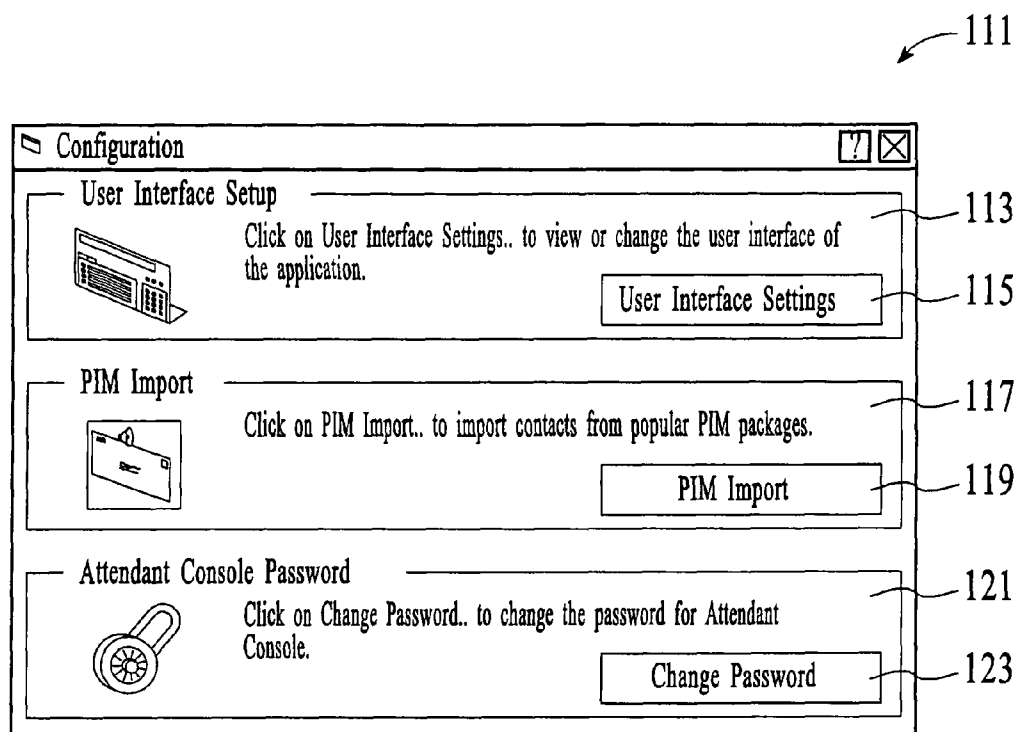 111
Configuration ?
User Interface Setup
113
Click on User Interface Settings.. to view or change the user interface of
the application.
User Interface Settings
115
PIM Import
117
Click on PIM Import.. to import contacts from popular PIM packages.
PIM Import
119
Attendant Console Password
121
Click on Change Password.. to change the password for Attendant
Console.
Change Password
123